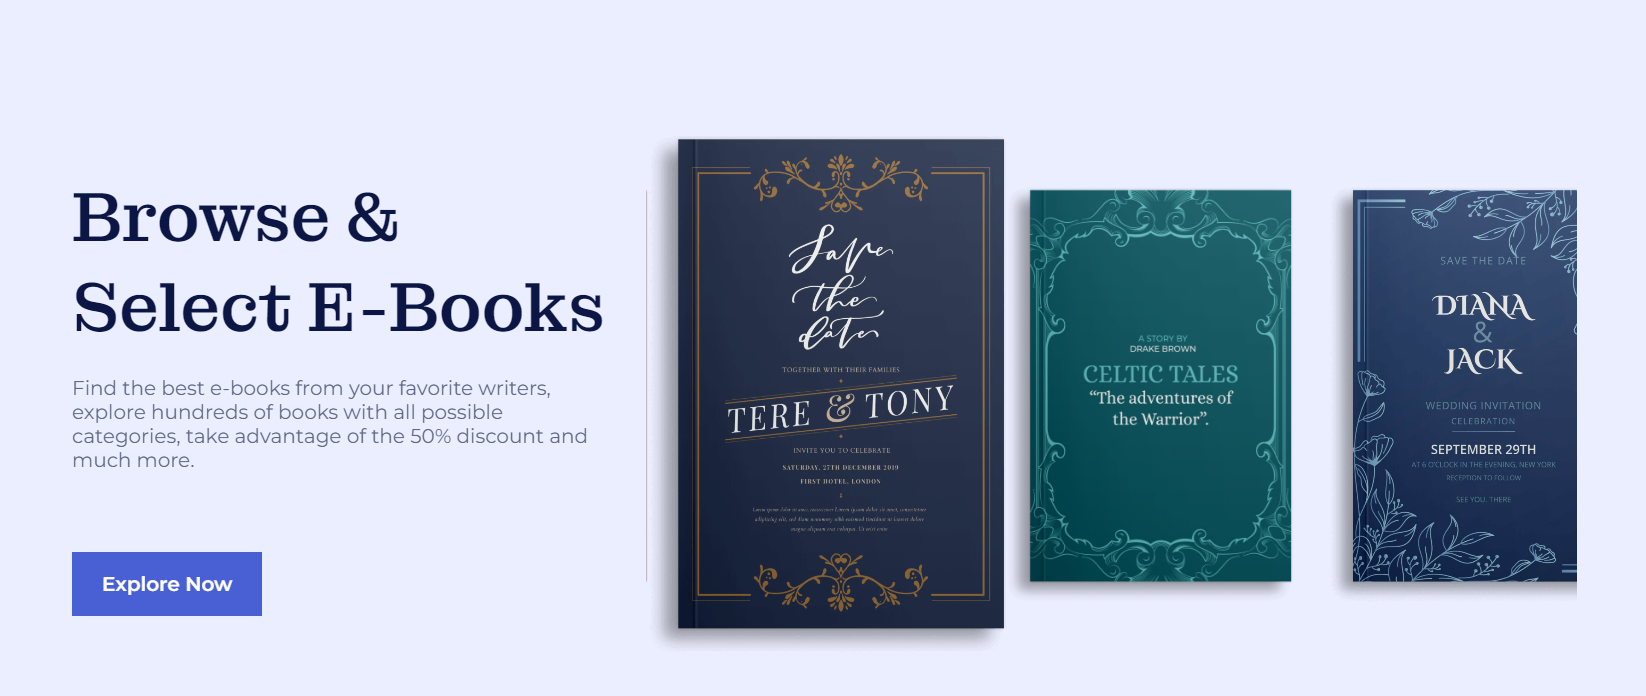 Browse &
Select E-Books
Find the best e-books from your favorite writers,
explore hundreds of books with all possible
categories, take advantage of the 50% discount and
much more.
Explore Now
Save
the
date
TOGETHER WITH THEIR FAMILIES
TERE & TONY
INVITE YOU TO CELEBRATE
SATURDAY, 27TH DECEMBER 2019
FIRST HOTEL, LONDON
A STORY BY
DRAKE BROWN
CELTIC TALES
“The adventures of
the Warrior”.
SAVE THE DATE
DIANA
&
JACK
WEDDING INVITATION
CELEBRATION
SEPTEMBER 29TH
AT 6 O'CLOCK IN THE EVENING, NEW YORK
RECEPTION TO FOLLOW
SEE YOU, THERE